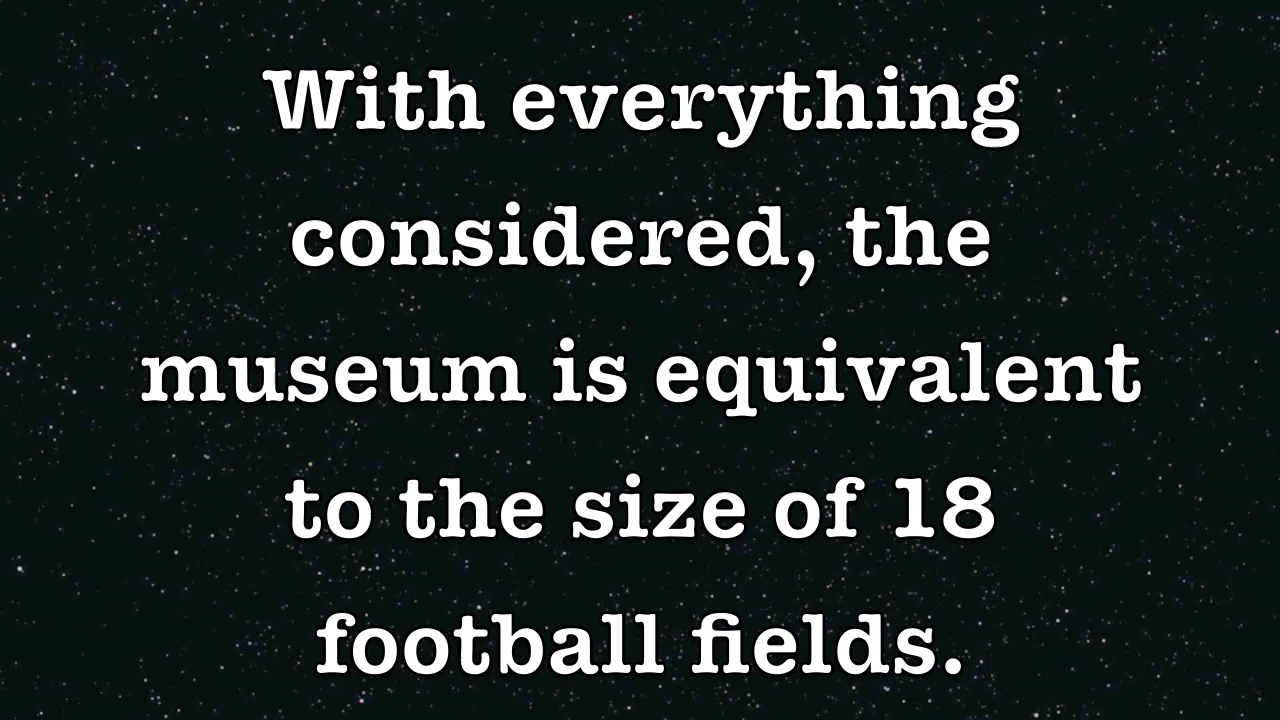 With everything
considered, the
museum is equivalent
to the size of 18
football fields.